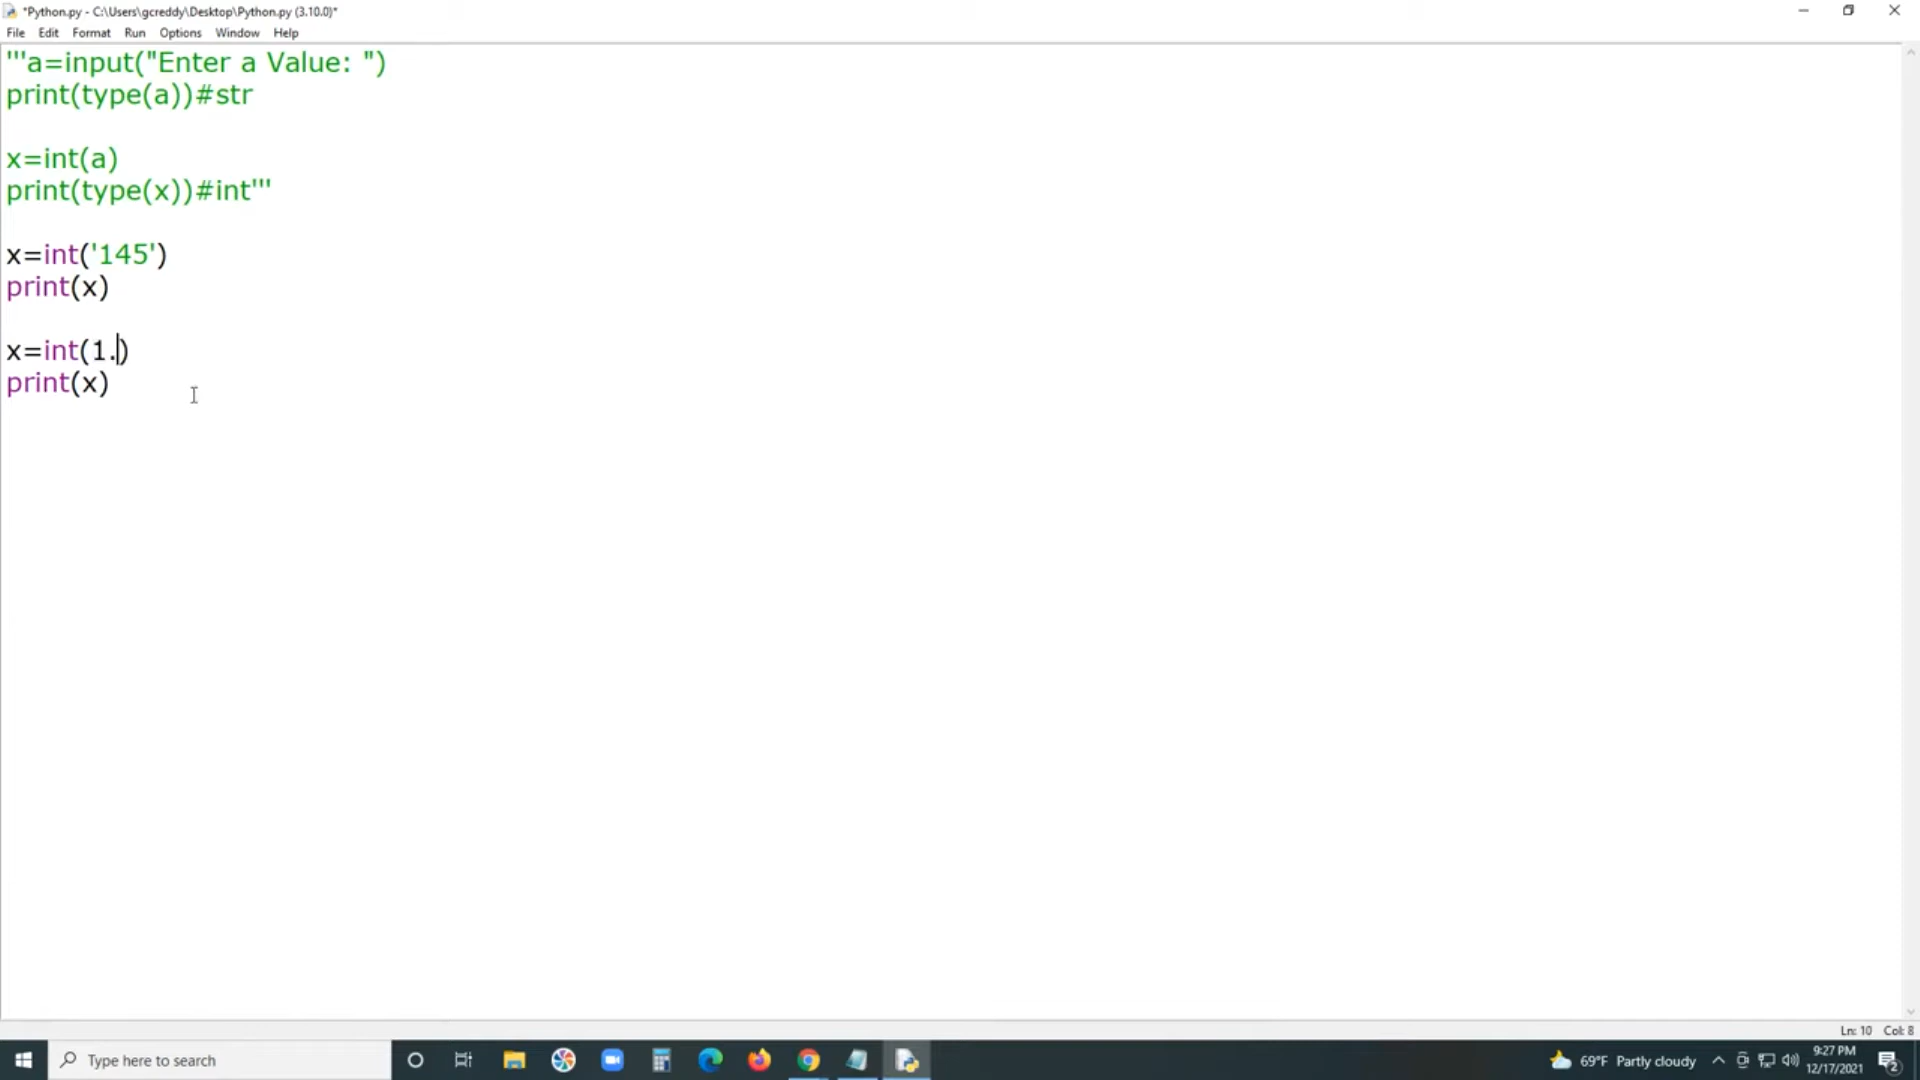 *Python.py - C:\Users\gcreddy\Desktop\Python.py (3.10.0)*
File Edit Format Run Options Window Help
'''a=input("Enter a Value: ")
print(type(a))#str
x=int(a)
print(type(x))#int'''
x=int('145')
print(x)
x=int(1.)
print(x)
Ln: 10 Col: 8
Type here to search
69°F Partly cloudy
9:27 PM
12/17/2021
2